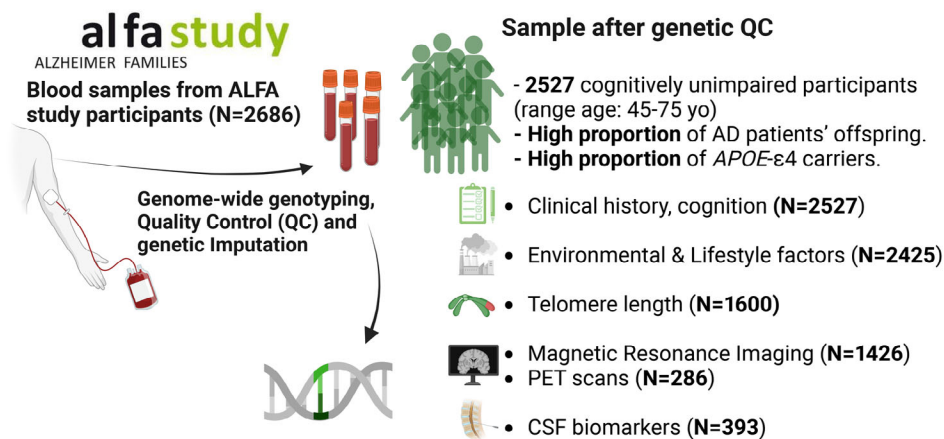 alfastudy
ALZHEIMER FAMILIES
Blood samples from ALFA
study participants (N=2686)
Genome-wide genotyping,
Quality Control (QC) and
genetic Imputation
Sample after genetic QC
- 2527 cognitively unimpaired participants
(range age: 45-75 yo)
- High proportion of AD patients' offspring.
- High proportion of APOE-ε4 carriers.
• Clinical history, cognition (N=2527)
• Environmental & Lifestyle factors (N=2425)
• Telomere length (N=1600)
• Magnetic Resonance Imaging (N=1426)
• PET scans (N=286)
• CSF biomarkers (N=393)